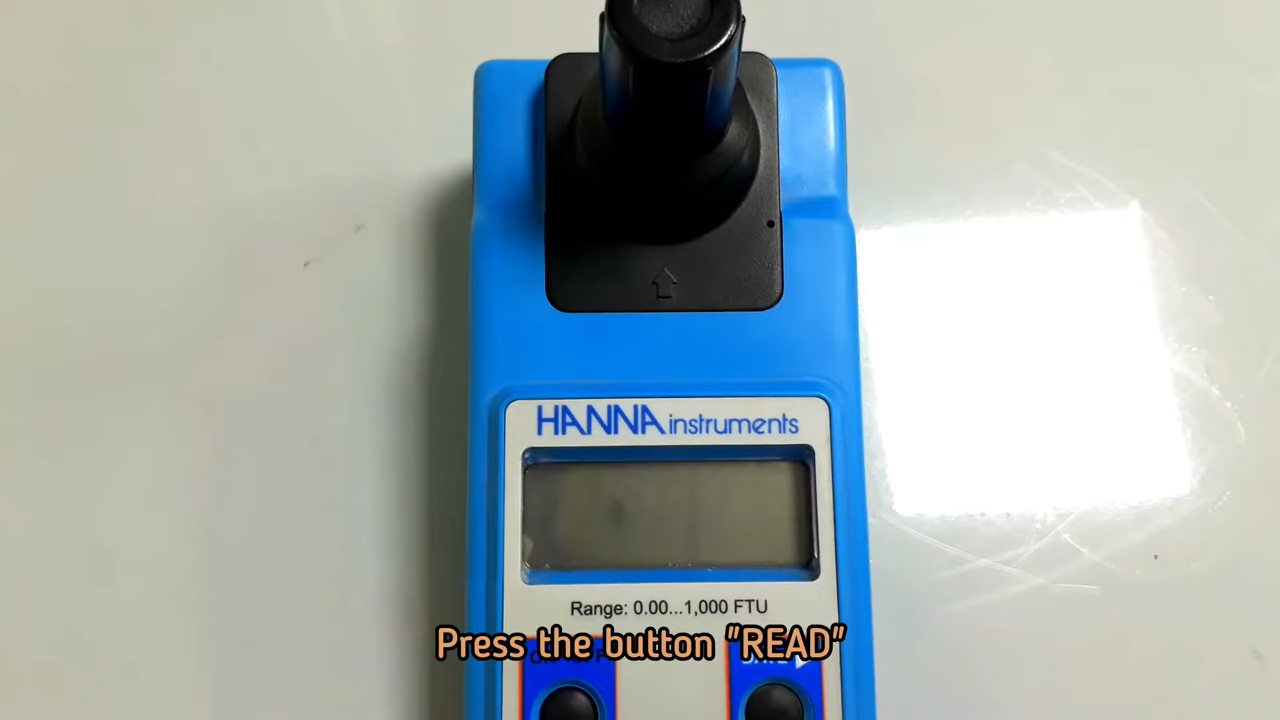 HANNA instruments
Range: 0.00...1,000 FTU
Press the button "READ"